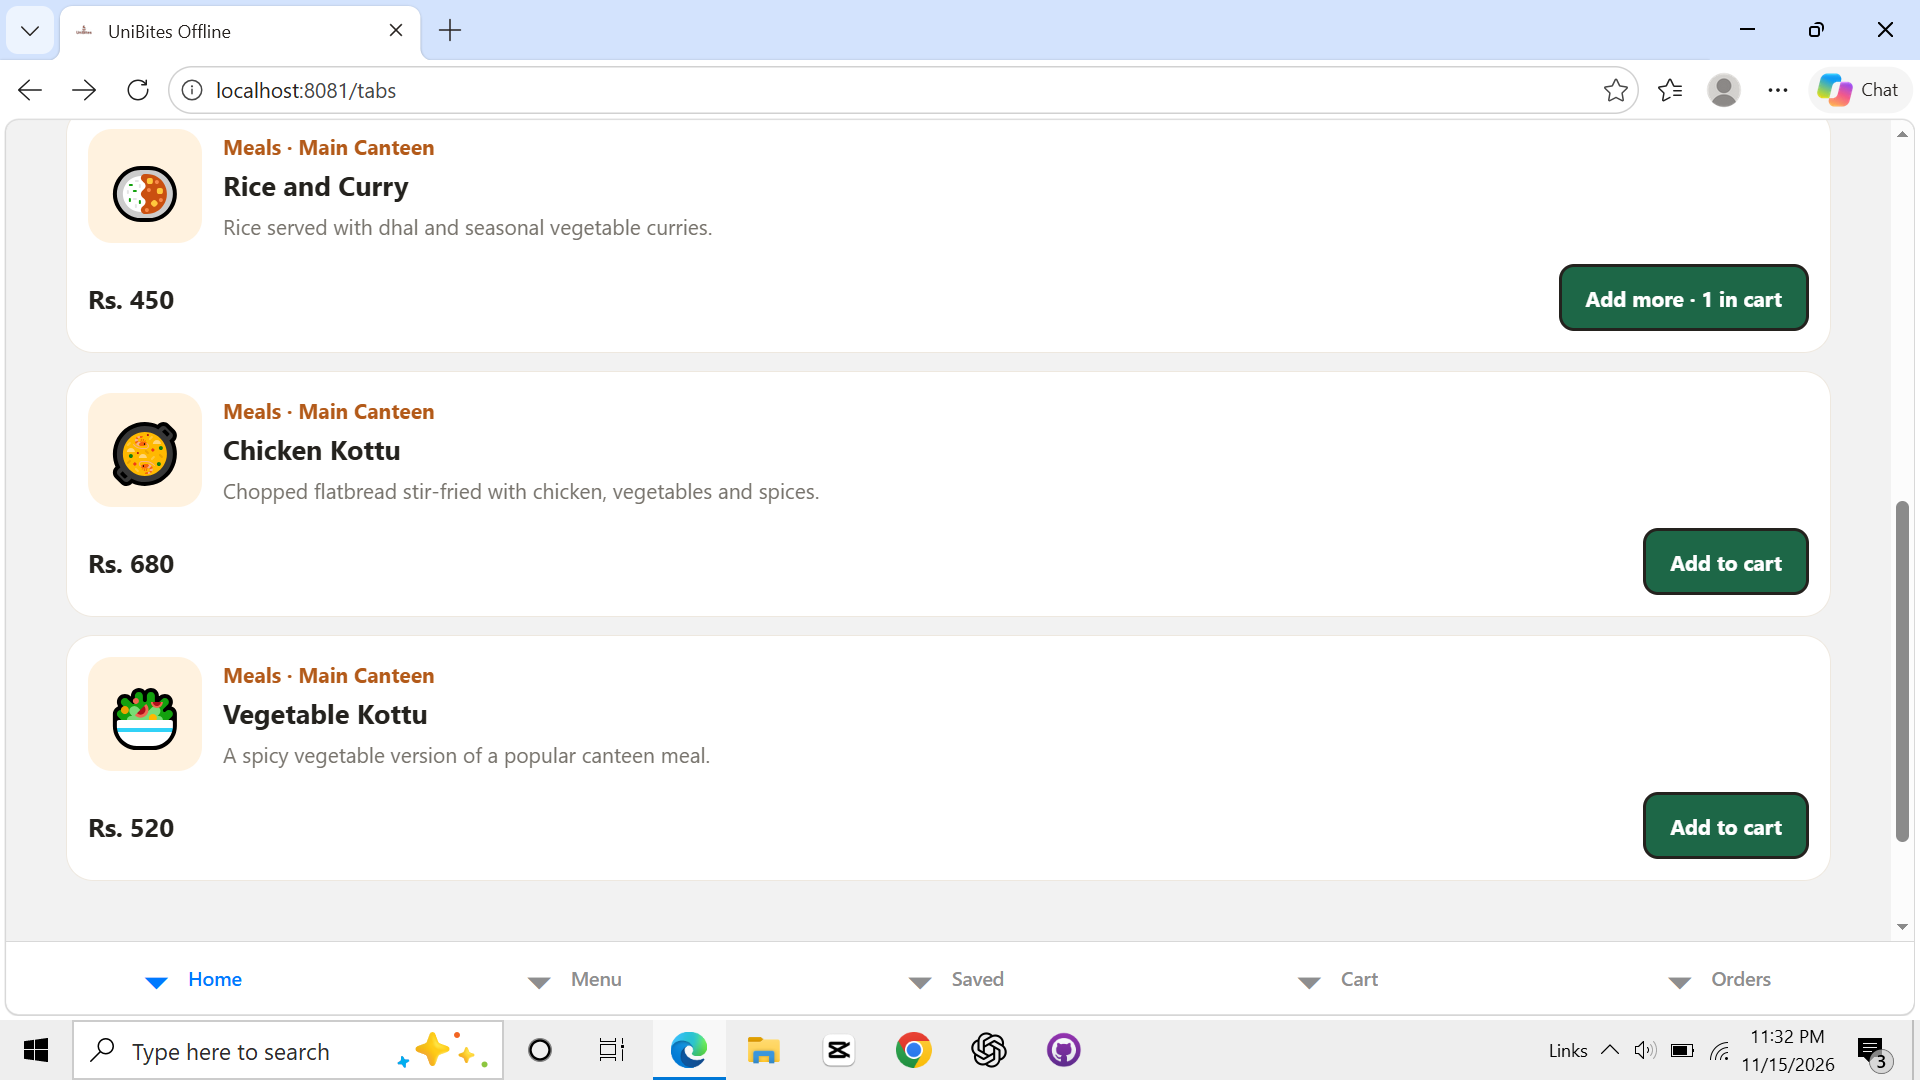 UniBites Offline
localhost:8081/tabs
Chat
Meals · Main Canteen
Rice and Curry
Rice served with dhal and seasonal vegetable curries.
Rs. 450
Add more · 1 in cart
Meals · Main Canteen
Chicken Kottu
Chopped flatbread stir-fried with chicken, vegetables and spices.
Rs. 680
Add to cart
Meals · Main Canteen
Vegetable Kottu
A spicy vegetable version of a popular canteen meal.
Rs. 520
Add to cart
Home
Menu
Saved
Cart
Orders
Type here to search
Links
11:32 PM
11/15/2026
3